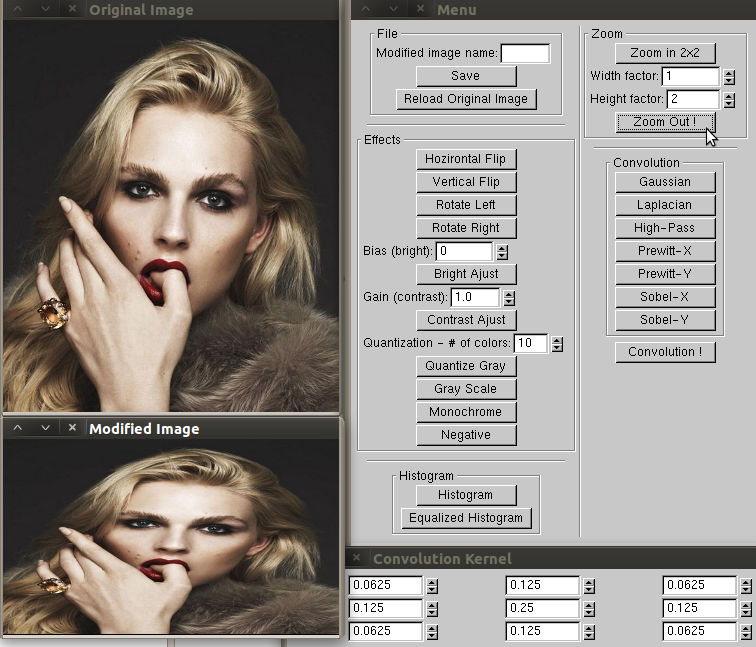 Original Image
Menu
File
Modified image name:
Save
Reload Original Image
Effects
Hozirontal Flip
Vertical Flip
Rotate Left
Rotate Right
Bias (bright): 0
Bright Ajust
Gain (contrast): 1.0
Contrast Ajust
Quantization - # of colors: 10
Quantize Gray
Gray Scale
Monochrome
Negative
Histogram
Histogram
Equalized Histogram
Zoom
Zoom in 2x2
Width factor: 1
Height factor: 2
Zoom Out !
Convolution
Gaussian
Laplacian
High-Pass
Prewitt-X
Prewitt-Y
Sobel-X
Sobel-Y
Convolution !
Modified Image
Convolution Kernel
0.0625 0.125 0.0625
0.125 0.25 0.125
0.0625 0.125 0.0625